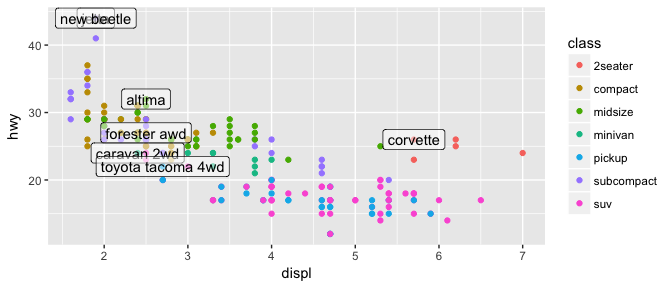 new beetle
altima
forester awd
caravan 2wd
toyota tacoma 4wd
corvette
40
30
20
hwy
2
3
4
5
6
7
displ
class
2seater
compact
midsize
minivan
pickup
subcompact
suv